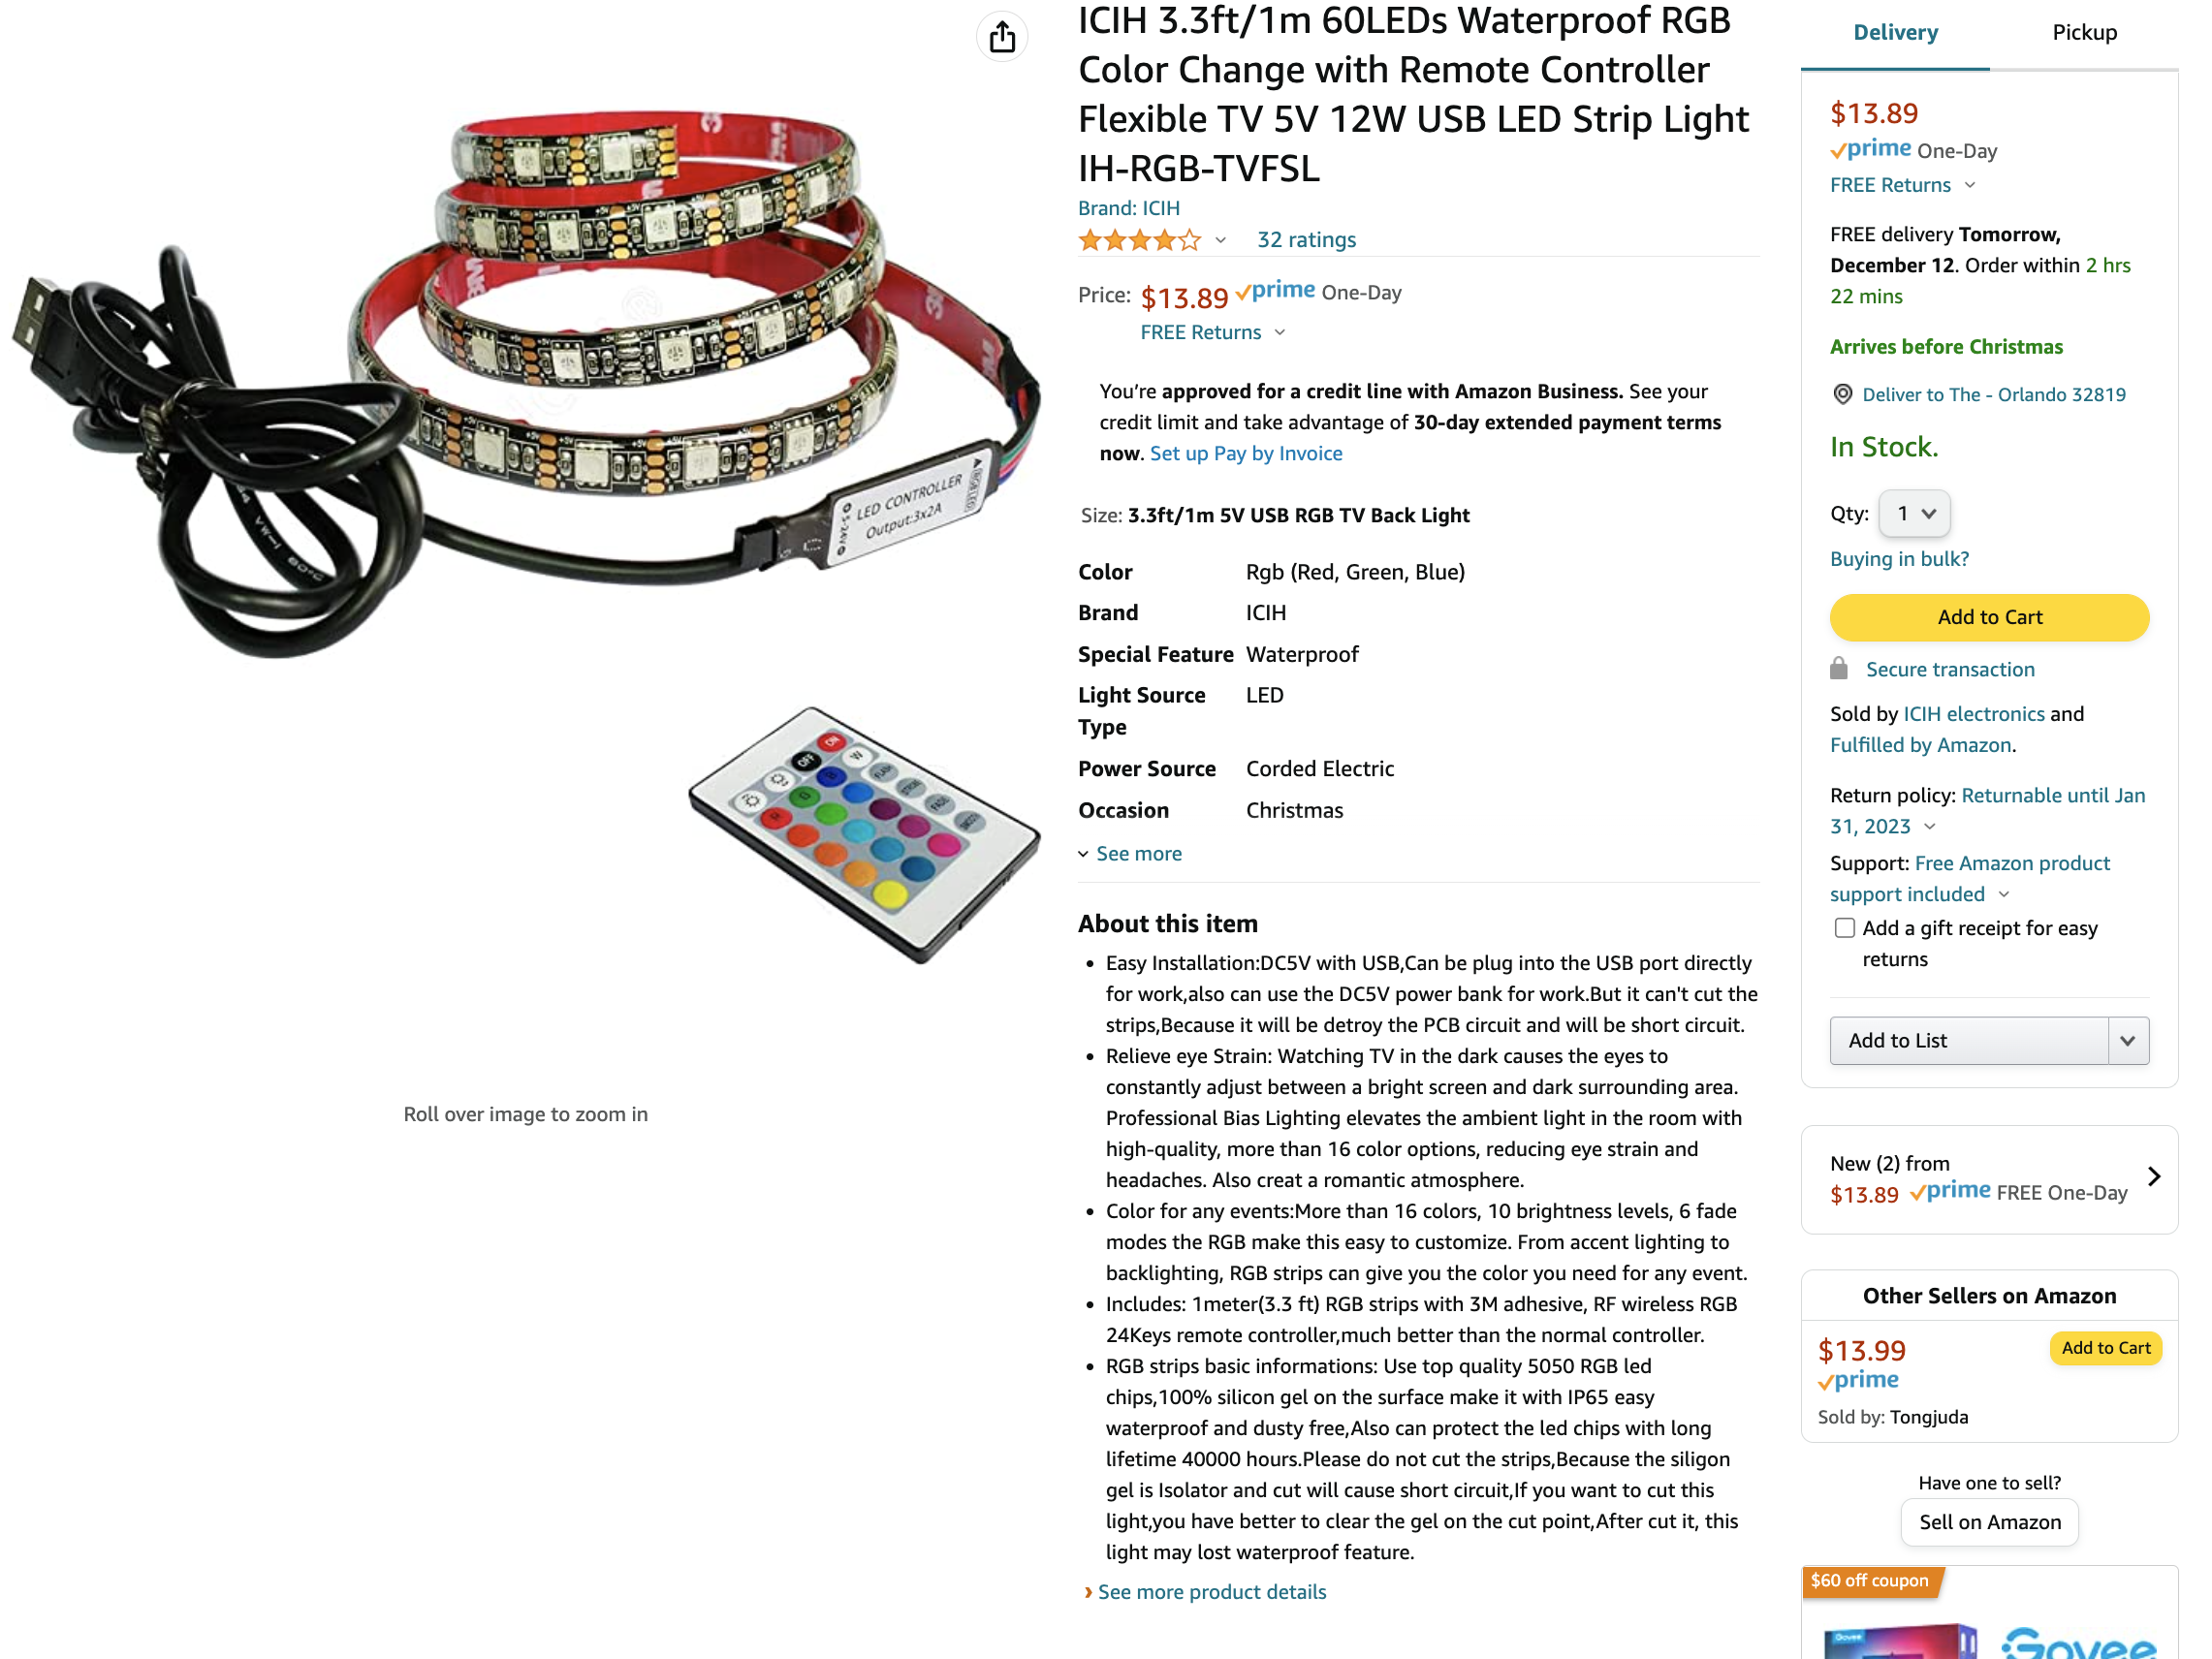 ICIH 3.3ft/1m 60LEDs Waterproof RGB
Color Change with Remote Controller
Flexible TV 5V 12W USB LED Strip Light
IH-RGB-TVFSL
Brand: ICIH
32 ratings
Price: $13.89 prime One-Day
FREE Returns
You’re approved for a credit line with Amazon Business. See your
credit limit and take advantage of 30-day extended payment terms
now. Set up Pay by Invoice
Size: 3.3ft/1m 5V USB RGB TV Back Light
Color Rgb (Red, Green, Blue)
Brand ICIH
Special Feature Waterproof
Light Source LED
Type
Power Source Corded Electric
Occasion Christmas
See more
About this item
Easy Installation:DC5V with USB,Can be plug into the USB port directly
for work,also can use the DC5V power bank for work.But it can't cut the
strips,Because it will be detroy the PCB circuit and will be short circuit.
Relieve eye Strain: Watching TV in the dark causes the eyes to
constantly adjust between a bright screen and dark surrounding area.
Professional Bias Lighting elevates the ambient light in the room with
high-quality, more than 16 color options, reducing eye strain and
headaches. Also creat a romantic atmosphere.
Color for any events:More than 16 colors, 10 brightness levels, 6 fade
modes the RGB make this easy to customize. From accent lighting to
backlighting, RGB strips can give you the color you need for any event.
Includes: 1meter(3.3 ft) RGB strips with 3M adhesive, RF wireless RGB
24Keys remote controller,much better than the normal controller.
RGB strips basic informations: Use top quality 5050 RGB led
chips,100% silicon gel on the surface make it with IP65 easy
waterproof and dusty free,Also can protect the led chips with long
lifetime 40000 hours.Please do not cut the strips,Because the siligon
gel is Isolator and cut will cause short circuit,If you want to cut this
light,you have better to clear the gel on the cut point,After cut it, this
light may lost waterproof feature.
See more product details
LED CONTROLLER
Output:3x2A
5-24V
ON
OFF
W
B
G
R
FLASH
STROBE
FADE
SMOOTH
Roll over image to zoom in
Delivery
Pickup
$13.89
prime One-Day
FREE Returns
FREE delivery Tomorrow,
December 12. Order within 2 hrs
22 mins
Arrives before Christmas
Deliver to The - Orlando 32819
In Stock.
Qty: 1
Buying in bulk?
Add to Cart
Secure transaction
Sold by ICIH electronics and
Fulfilled by Amazon.
Return policy: Returnable until Jan
31, 2023
Support: Free Amazon product
support included
Add a gift receipt for easy
returns
Add to List
New (2) from
$13.89 prime FREE One-Day
Other Sellers on Amazon
$13.99
Add to Cart
prime
Sold by: Tongjuda
Have one to sell?
Sell on Amazon
$60 off coupon
Govee
Govee